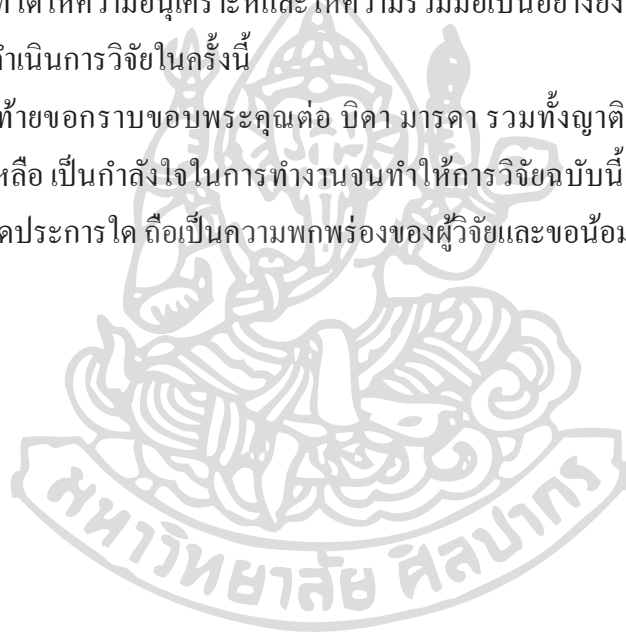 ที่ได้ให้ความอนุเคราะห์และให้ความร่วมมือเป็นอย่างยิ่ง
ดำเนินการวิจัยในครั้งนี้
ท้ายขอกราบขอบพระคุณต่อ บิดา มารดา รวมทั้งญาติ
หลือ เป็นกำลังใจในการทำงานจนทำให้การวิจัยฉบับนี้
ดประการใด ถือเป็นความพกพร่องของผู้วิจัยและขอน้อม
มหาวิทยาลัย ศิลปากร